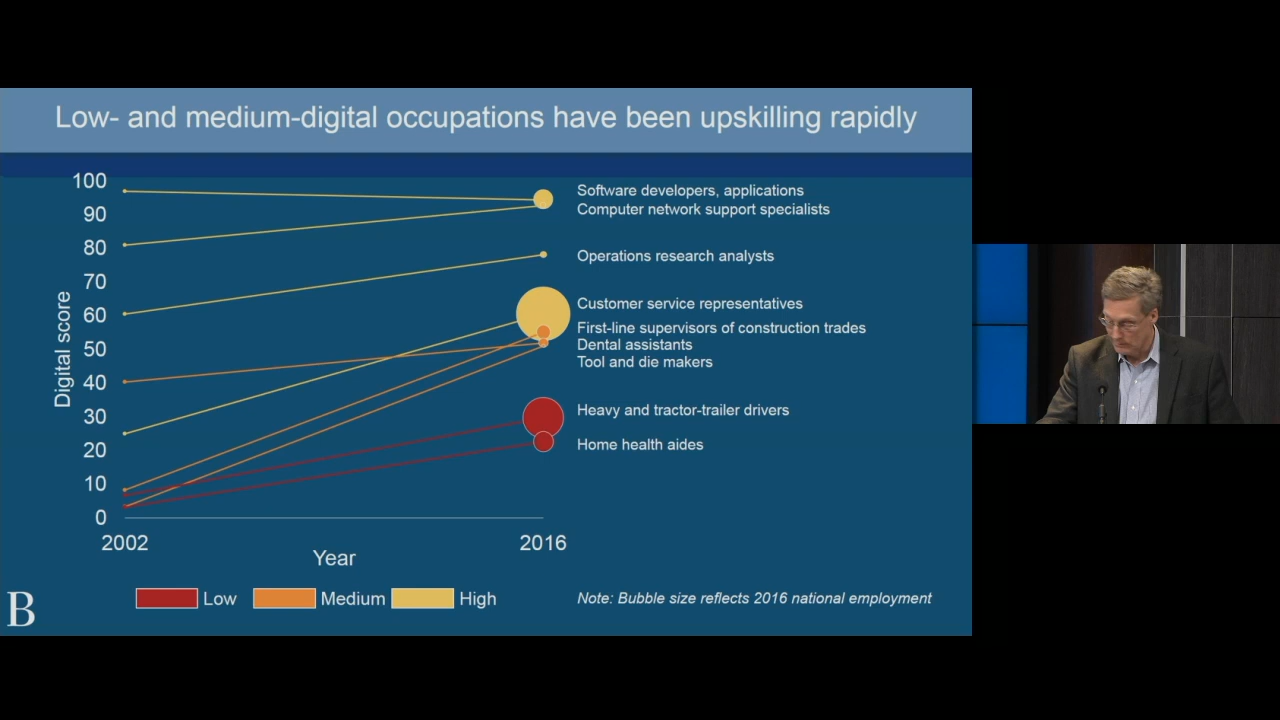 Low- and medium-digital occupations have been upskilling rapidly
100
90
80
70
60
50
40
30
20
10
0
Digital score
2002
2016
Year
Software developers, applications
Computer network support specialists
Operations research analysts
Customer service representatives
First-line supervisors of construction trades
Dental assistants
Tool and die makers
Heavy and tractor-trailer drivers
Home health aides
Low
Medium
High
Note: Bubble size reflects 2016 national employment
B